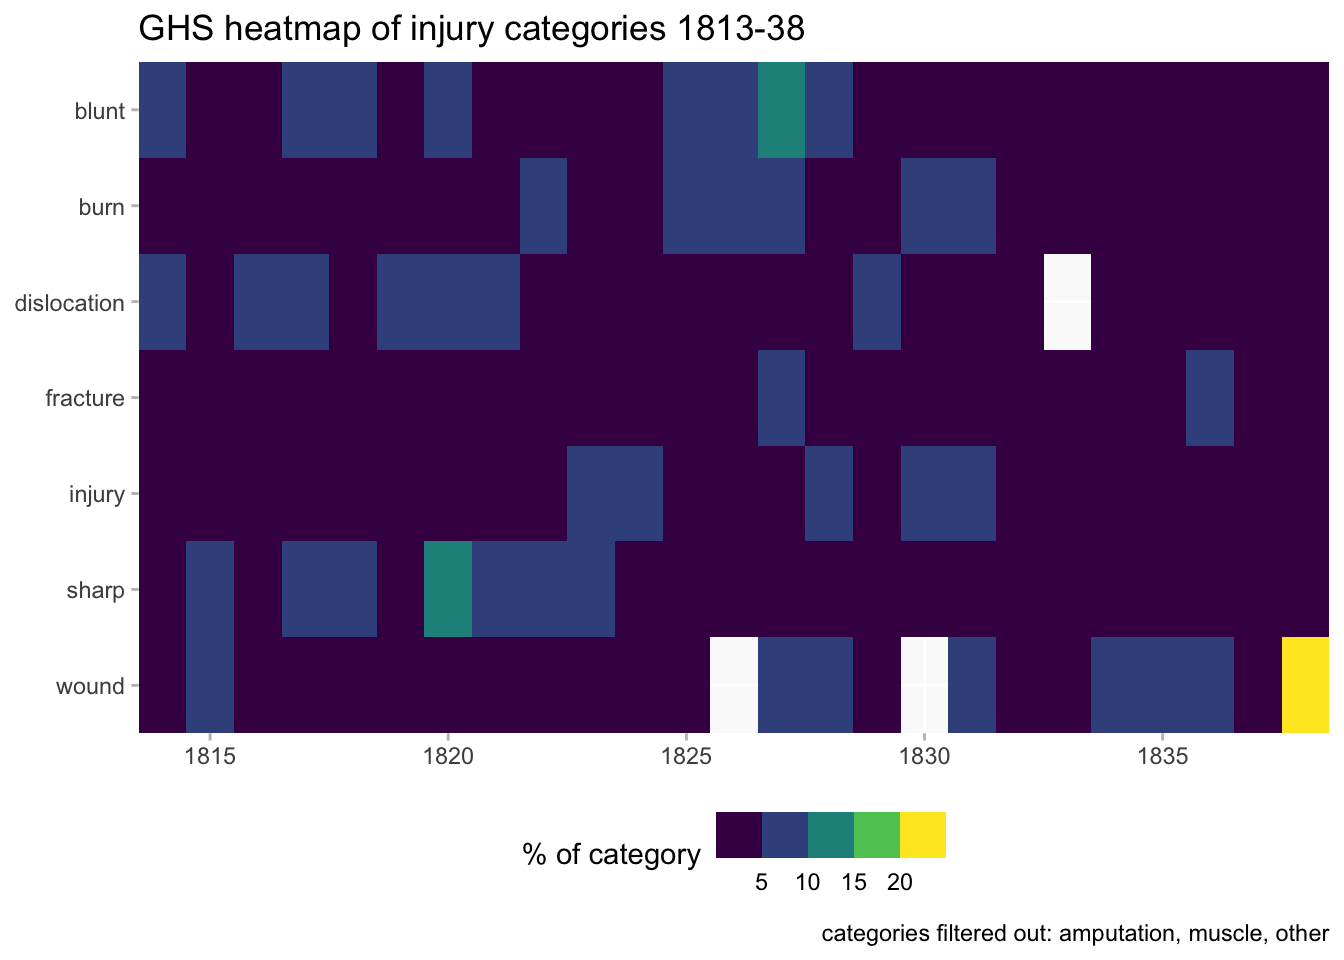 GHS heatmap of injury categories 1813-38
blunt
burn
dislocation
fracture
injury
sharp
wound
1815 1820 1825 1830 1835
% of category
5 10 15 20
categories filtered out: amputation, muscle, other